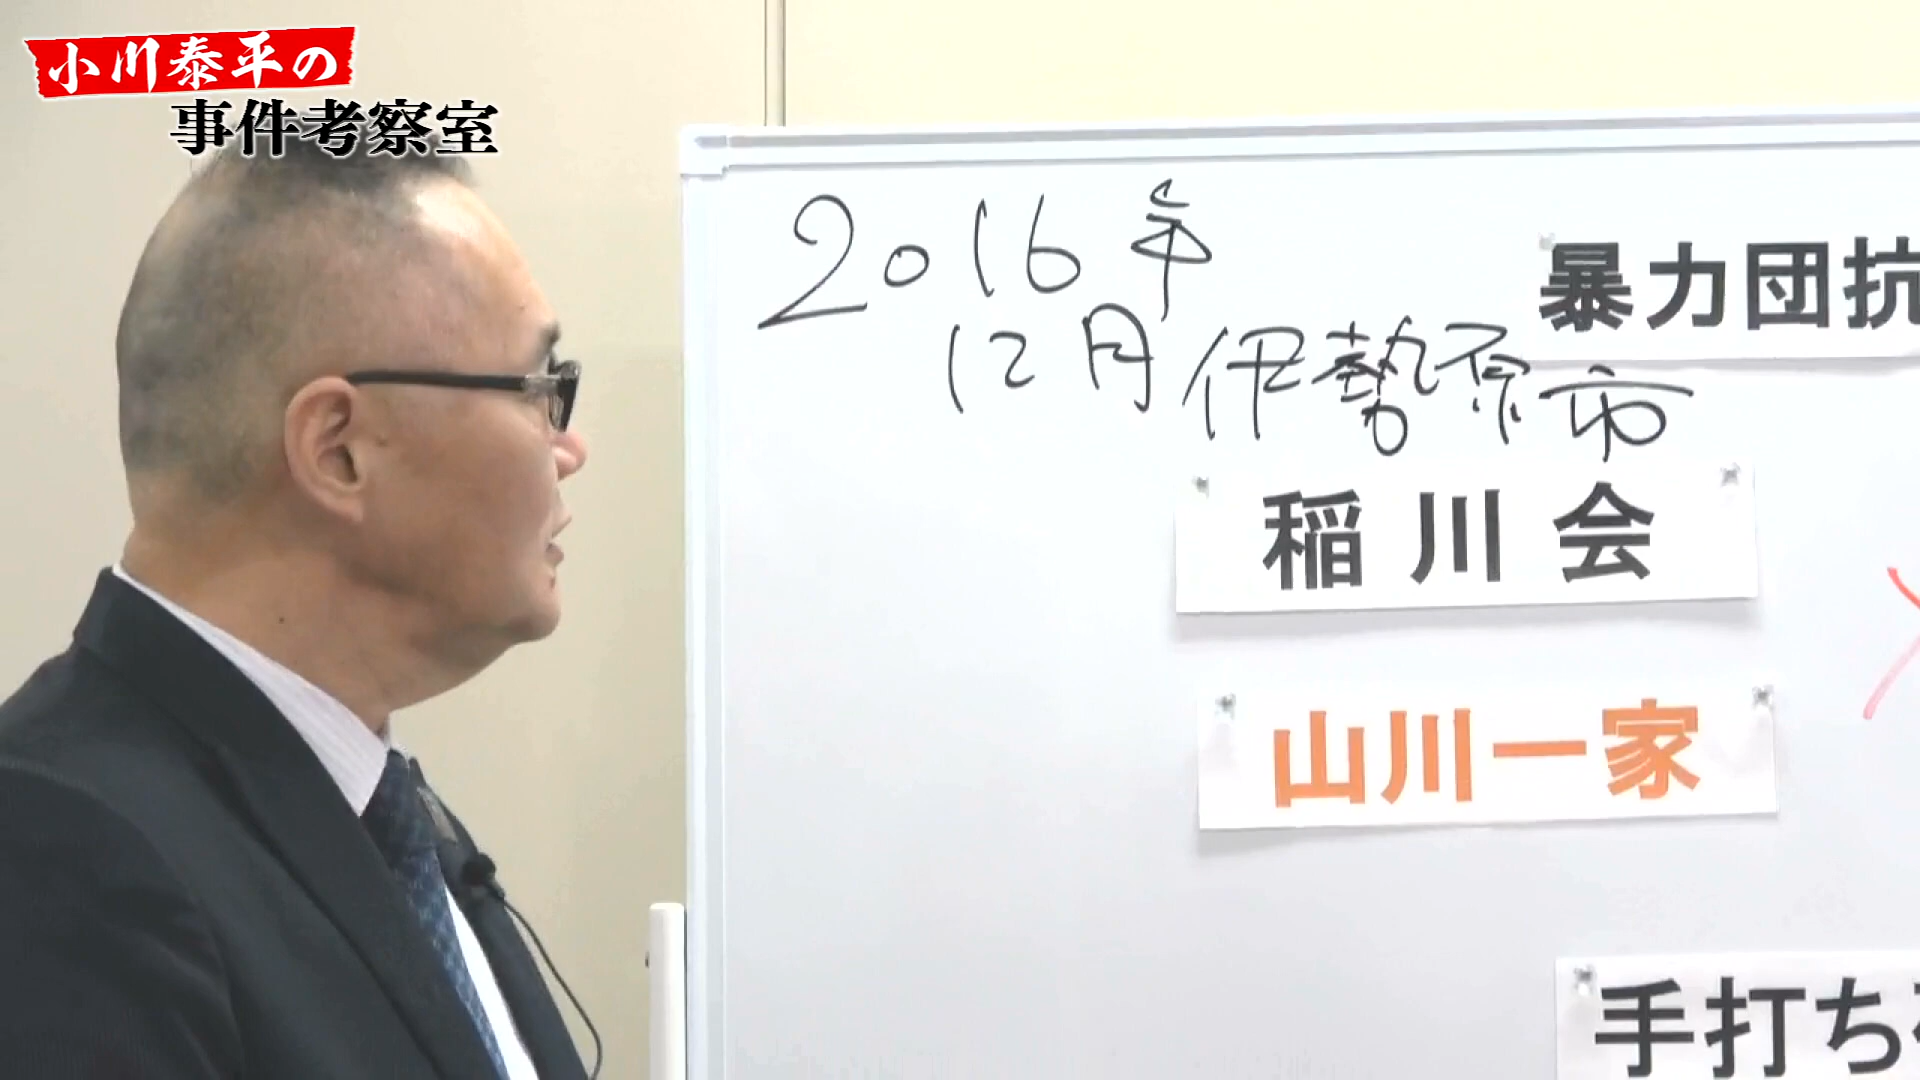 小川泰平の
事件考察室
2016年
12月 伊勢原市
暴力団抗
稲川会
山川一家
手打ち